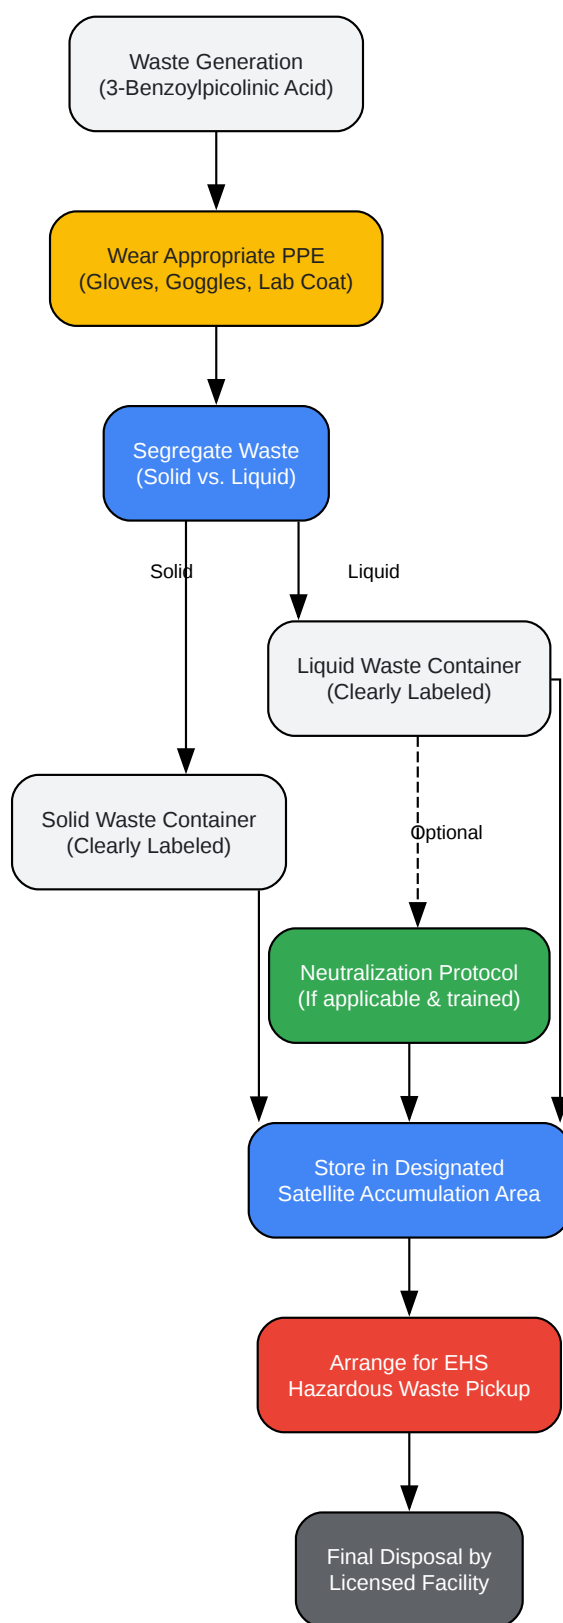 Waste Generation
(3-Benzoylpicolinic Acid)
Wear Appropriate PPE
(Gloves, Goggles, Lab Coat)
Segregate Waste
(Solid vs. Liquid)
Solid
Liquid
Liquid Waste Container
(Clearly Labeled)
Solid Waste Container
(Clearly Labeled)
Optional
Neutralization Protocol
(If applicable & trained)
Store in Designated
Satellite Accumulation Area
Arrange for EHS
Hazardous Waste Pickup
Final Disposal by
Licensed Facility